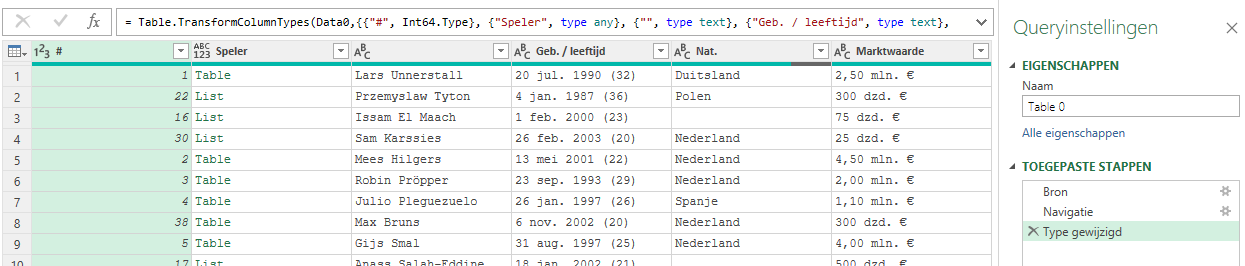 = Table.TransformColumnTypes(Data0,{{"#", Int64.Type}, {"Speler", type any}, {"", type text}, {"Geb. / leeftijd", type text},
# Speler Geb. / leeftijd Nat. Marktwaarde
1 1 Table Lars Unnerstall 20 jul. 1990 (32) Duitsland 2,50 mln. €
2 22 List Przemyslaw Tyton 4 jan. 1987 (36) Polen 300 dzd. €
3 16 List Issam El Maach 1 feb. 2000 (23) 75 dzd. €
4 30 List Sam Karssies 26 feb. 2003 (20) Nederland 25 dzd. €
5 2 Table Mees Hilgers 13 mei 2001 (22) Nederland 4,50 mln. €
6 3 Table Robin Pröpper 23 sep. 1993 (29) Nederland 2,00 mln. €
7 4 Table Julio Pleguezuelo 26 jan. 1997 (26) Spanje 1,10 mln. €
8 38 Table Max Bruns 6 nov. 2002 (20) Nederland 300 dzd. €
9 5 Table Gijs Smal 31 aug. 1997 (25) Nederland 4,00 mln. €
10 17 List Anass Salah-Eddine 18 jan. 2002 (21) 500 dzd. €
Queryinstellingen
EIGENSCHAPPEN
Naam
Table 0
Alle eigenschappen
TOEGEPASTE STAPPEN
Bron
Navigatie
Type gewijzigd